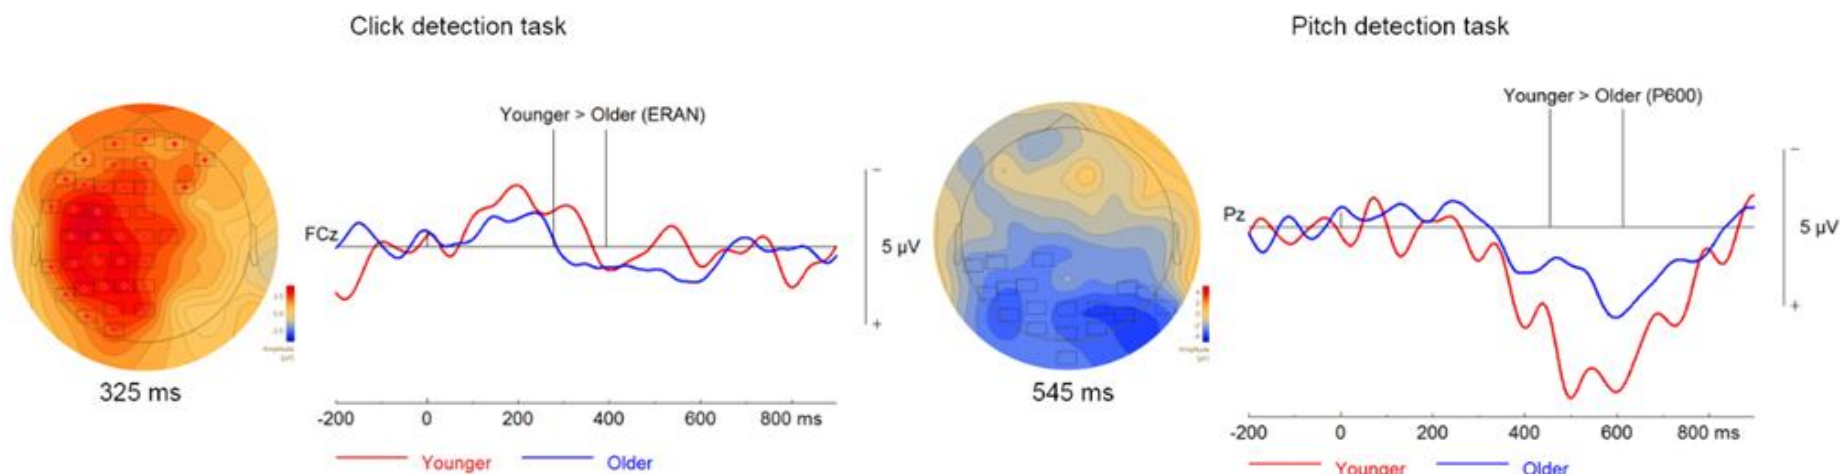 Click detection task
Younger > Older (ERAN)
FCz
−
5 µV
+
325 ms
-200 0 200 400 600 800 ms
Younger Older
Pitch detection task
Younger > Older (P600)
Pz
−
5 µV
+
545 ms
-200 0 200 400 600 800 ms
Younger Older